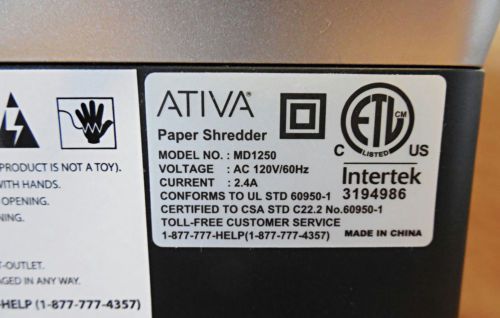 PRODUCT IS NOT A TOY).
WITH HANDS.
OPENING.
NING.
T-OUTLET.
AGED IN ANY WAY.
-HELP (1-877-777-4357)
ATIVA®
Paper Shredder
MODEL NO. : MD1250
VOLTAGE : AC 120V/60Hz
CURRENT : 2.4A
CONFORMS TO UL STD 60950-1
CERTIFIED TO CSA STD C22.2 No.60950-1
TOLL-FREE CUSTOMER SERVICE
1-877-777-HELP(1-877-777-4357)
ETL CM
LISTED
C US
Intertek
3194986
MADE IN CHINA